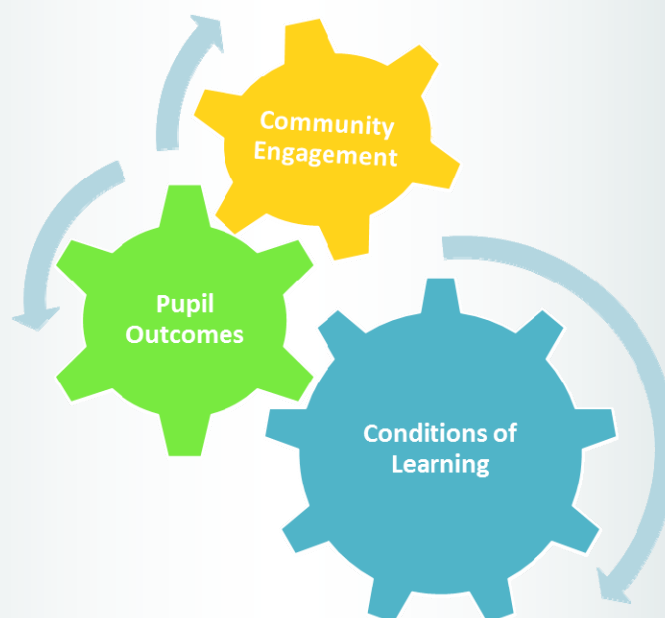 Community
Engagement
Pupil
Outcomes
Conditions of
Learning